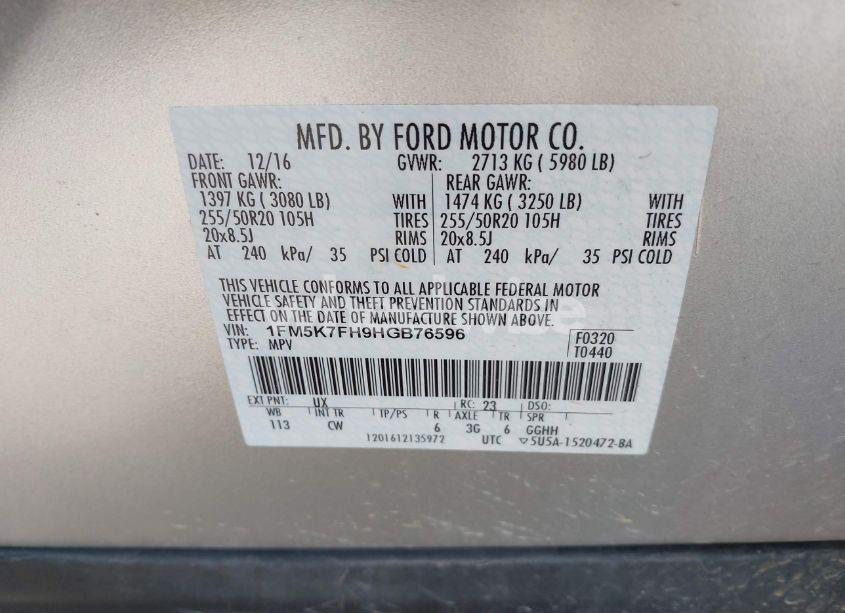 MFD. BY FORD MOTOR CO.
DATE: 12/16 GVWR: 2713 KG ( 5980 LB)
FRONT GAWR: REAR GAWR:
1397 KG ( 3080 LB) WITH 1474 KG ( 3250 LB) WITH
255/50R20 105H TIRES 255/50R20 105H TIRES
20x8.5J RIMS 20x8.5J RIMS
AT 240 kPa/ 35 PSI COLD AT 240 kPa/ 35 PSI COLD
THIS VEHICLE CONFORMS TO ALL APPLICABLE FEDERAL MOTOR
VEHICLE SAFETY AND THEFT PREVENTION STANDARDS IN
EFFECT ON THE DATE OF MANUFACTURE SHOWN ABOVE.
VIN: 1FM5K7FH9HGB76596 F0320
TYPE: MPV T0440
EXT PNT: UX RC: 23 DSO:
WB INT TR TP/PS R AXLE TR SPR
113 CW 6 3G 6 GGHH
1201612135972 UTC ▽5U5A-1520472-BA